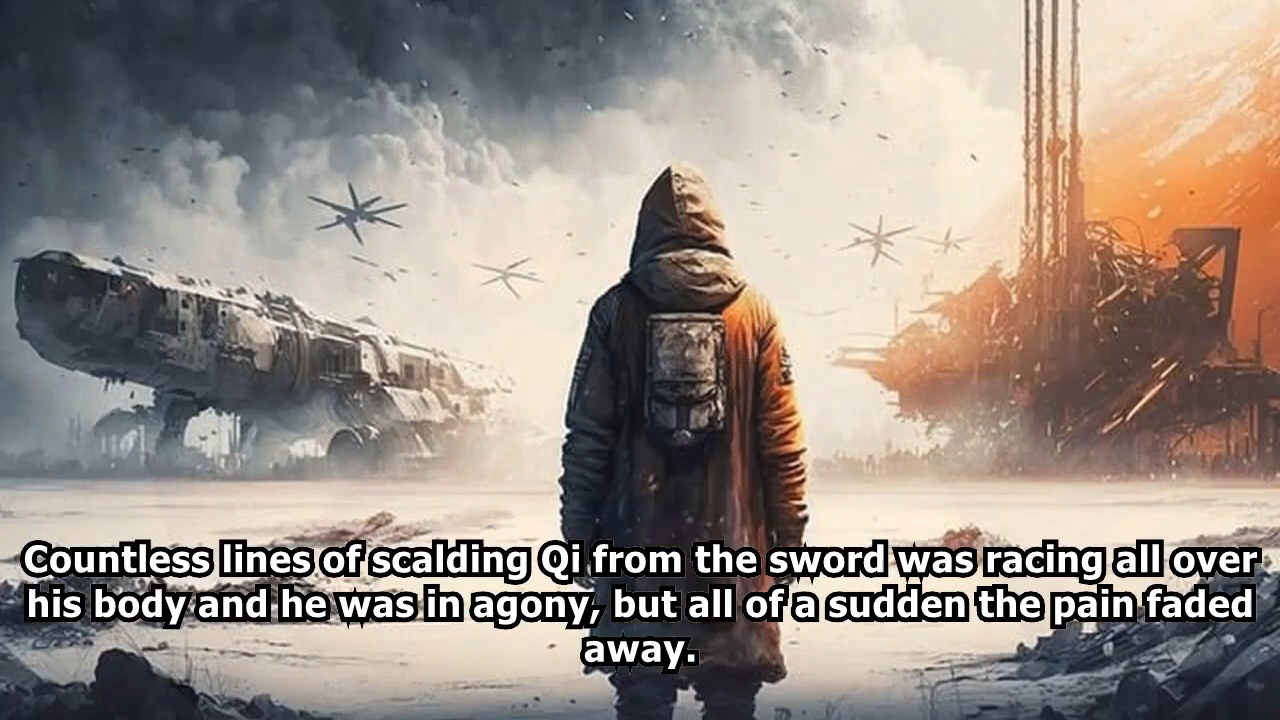 Countless lines of scalding Qi from the sword was racing all over
his body and he was in agony, but all of a sudden the pain faded
away.